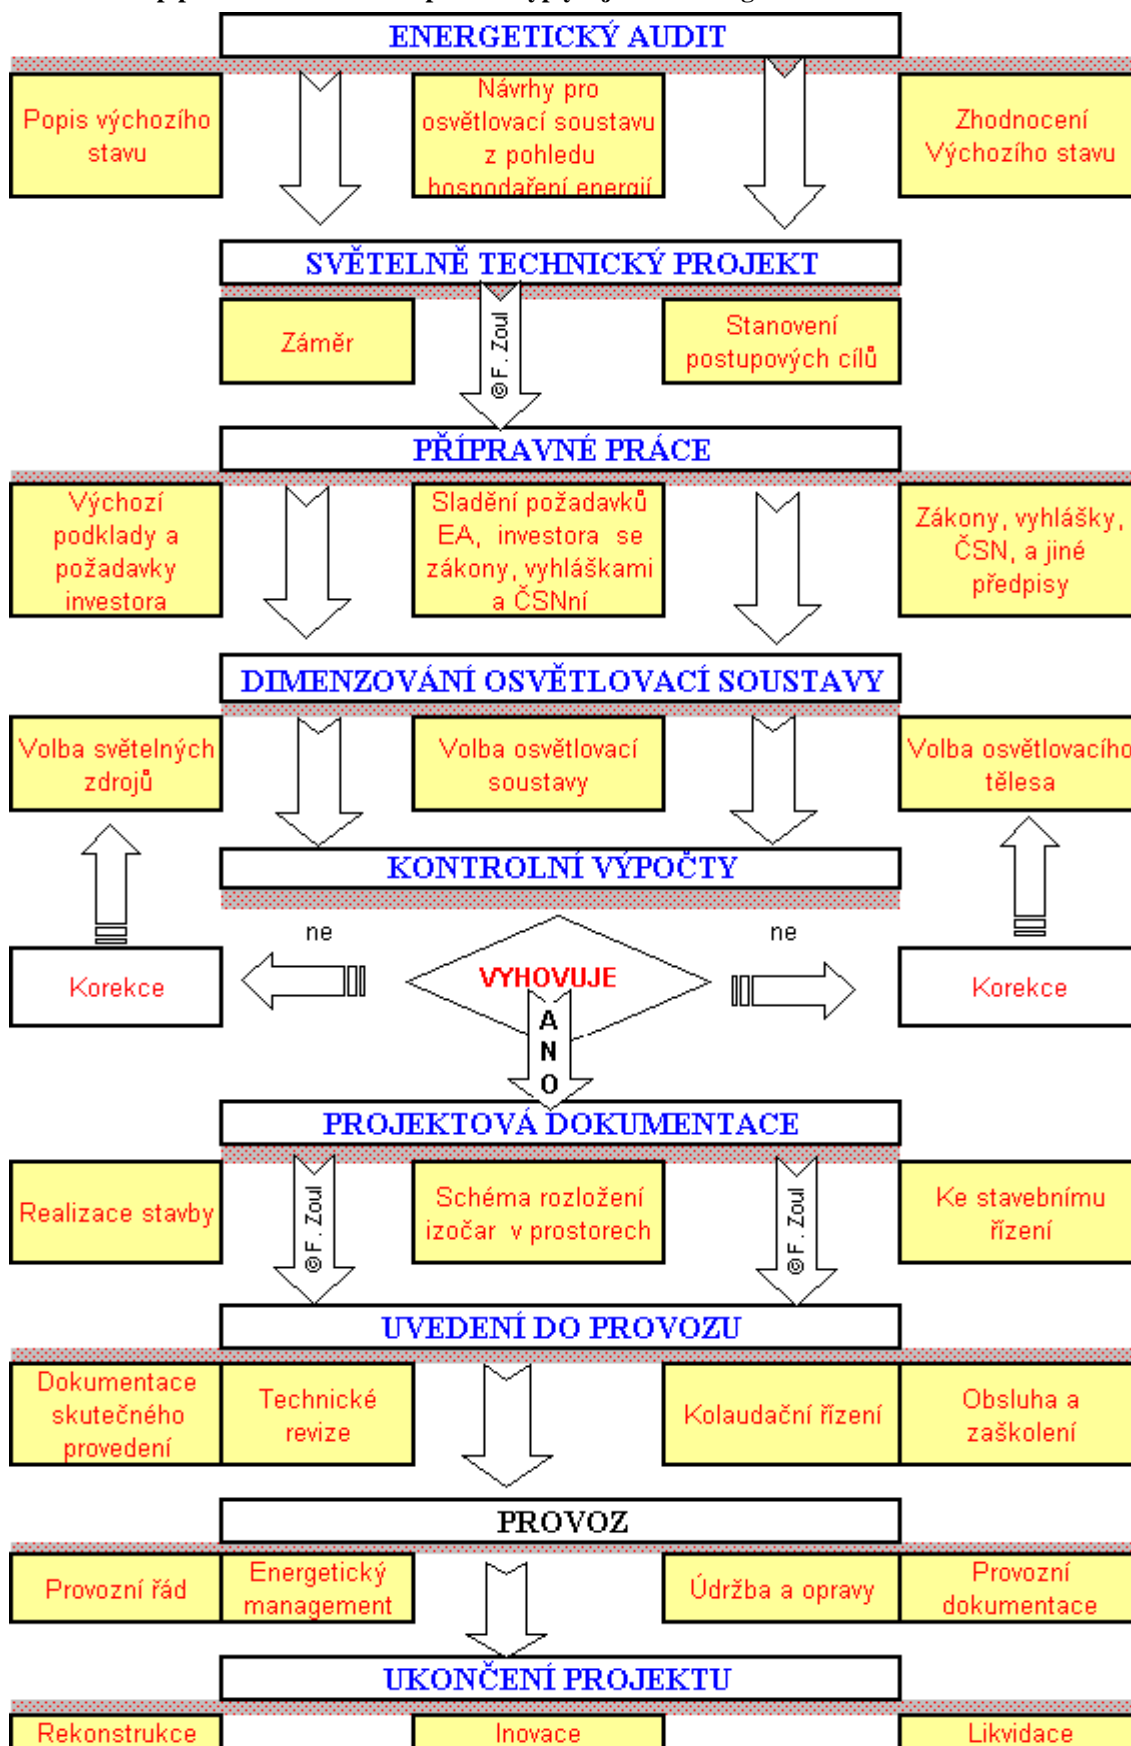 ENERGETICKÝ AUDIT
Popis výchozího
stavu
Návrhy pro
osvětlovací soustavu
z pohledu
hospodaření energií
Zhodnocení
Výchozího stavu
SVĚTELNĚ TECHNICKÝ PROJEKT
Záměr
© F. Zoul
Stanovení
postupových cílů
PŘÍPRAVNÉ PRÁCE
Výchozí
podklady a
požadavky
investora
Sladění požadavků
EA, investora se
zákony, vyhláškami
a ČSNní
Zákony, vyhlášky,
ČSN, a jiné
předpisy
DIMENZOVÁNÍ OSVĚTLOVACÍ SOUSTAVY
Volba světelných
zdrojů
Volba osvětlovací
soustavy
Volba osvětlovacího
tělesa
KONTROLNÍ VÝPOČTY
ne
ne
Korekce
VYHOVUJE
Korekce
A
N
O
PROJEKTOVÁ DOKUMENTACE
Realizace stavby
© F. Zoul
Schéma rozložení
izočar v prostorech
© F. Zoul
Ke stavebnímu
řízení
UVEDENÍ DO PROVOZU
Dokumentace
skutečného
provedení
Technické
revize
Kolaudační řízení
Obsluha a
zaškolení
PROVOZ
Provozní řád
Energetický
management
Údržba a opravy
Provozní
dokumentace
UKONČENÍ PROJEKTU
Rekonstrukce
Inovace
Likvidace